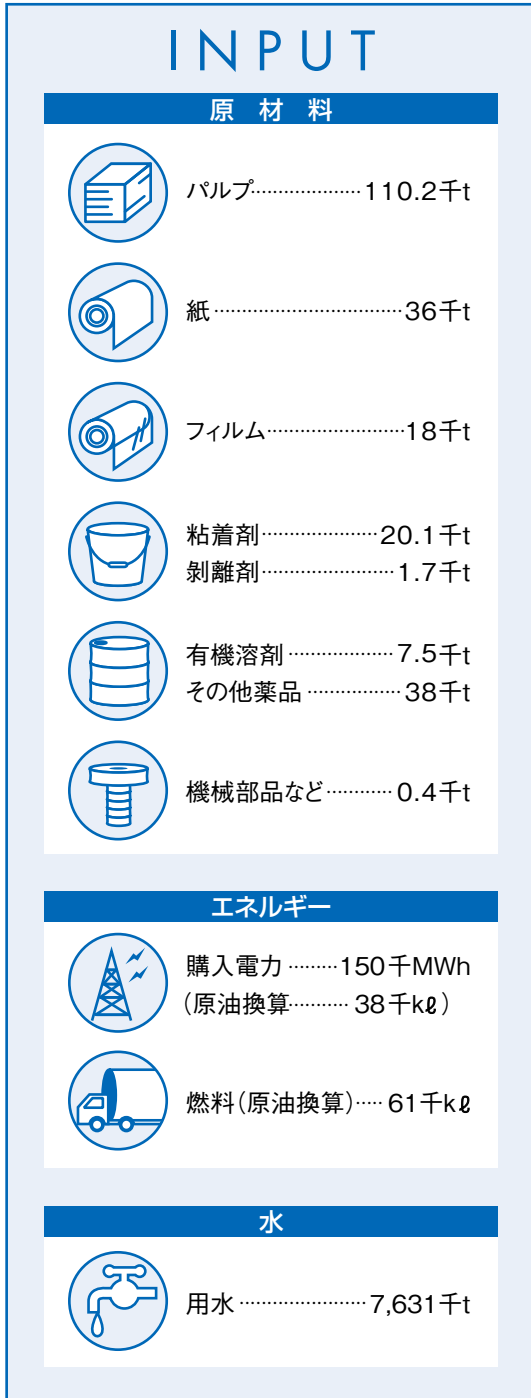 INPUT
原材料
パルプ…………………110.2千t
紙……………………………36千t
フィルム……………………18千t
粘着剤…………………20.1千t
剝離剤……………………1.7千t
有機溶剤………………7.5千t
その他薬品……………38千t
機械部品など…………0.4千t
エネルギー
購入電力………150千MWh
(原油換算………… 38千kℓ)
燃料(原油換算)…… 61千kℓ
水
用水……………………7,631千t